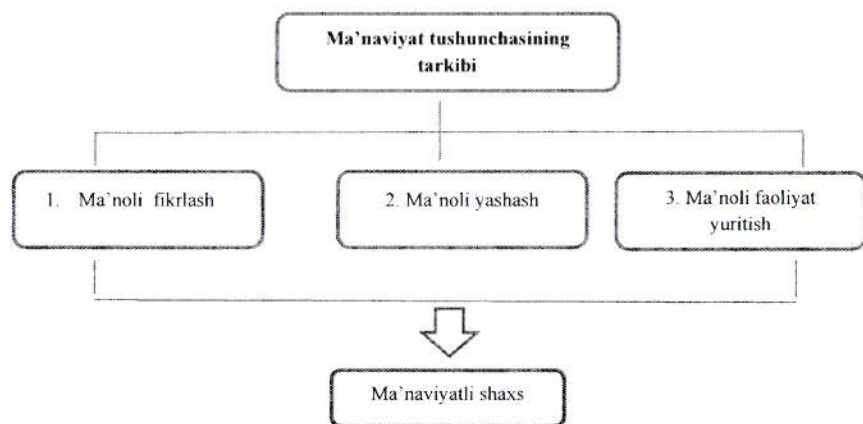 Ma`naviyat tushunchasining
tarkibi
1. Ma`noli fikrlash
2. Ma`noli yashash
3. Ma`noli faoliyat
yuritish
Ma`naviyatli shaxs